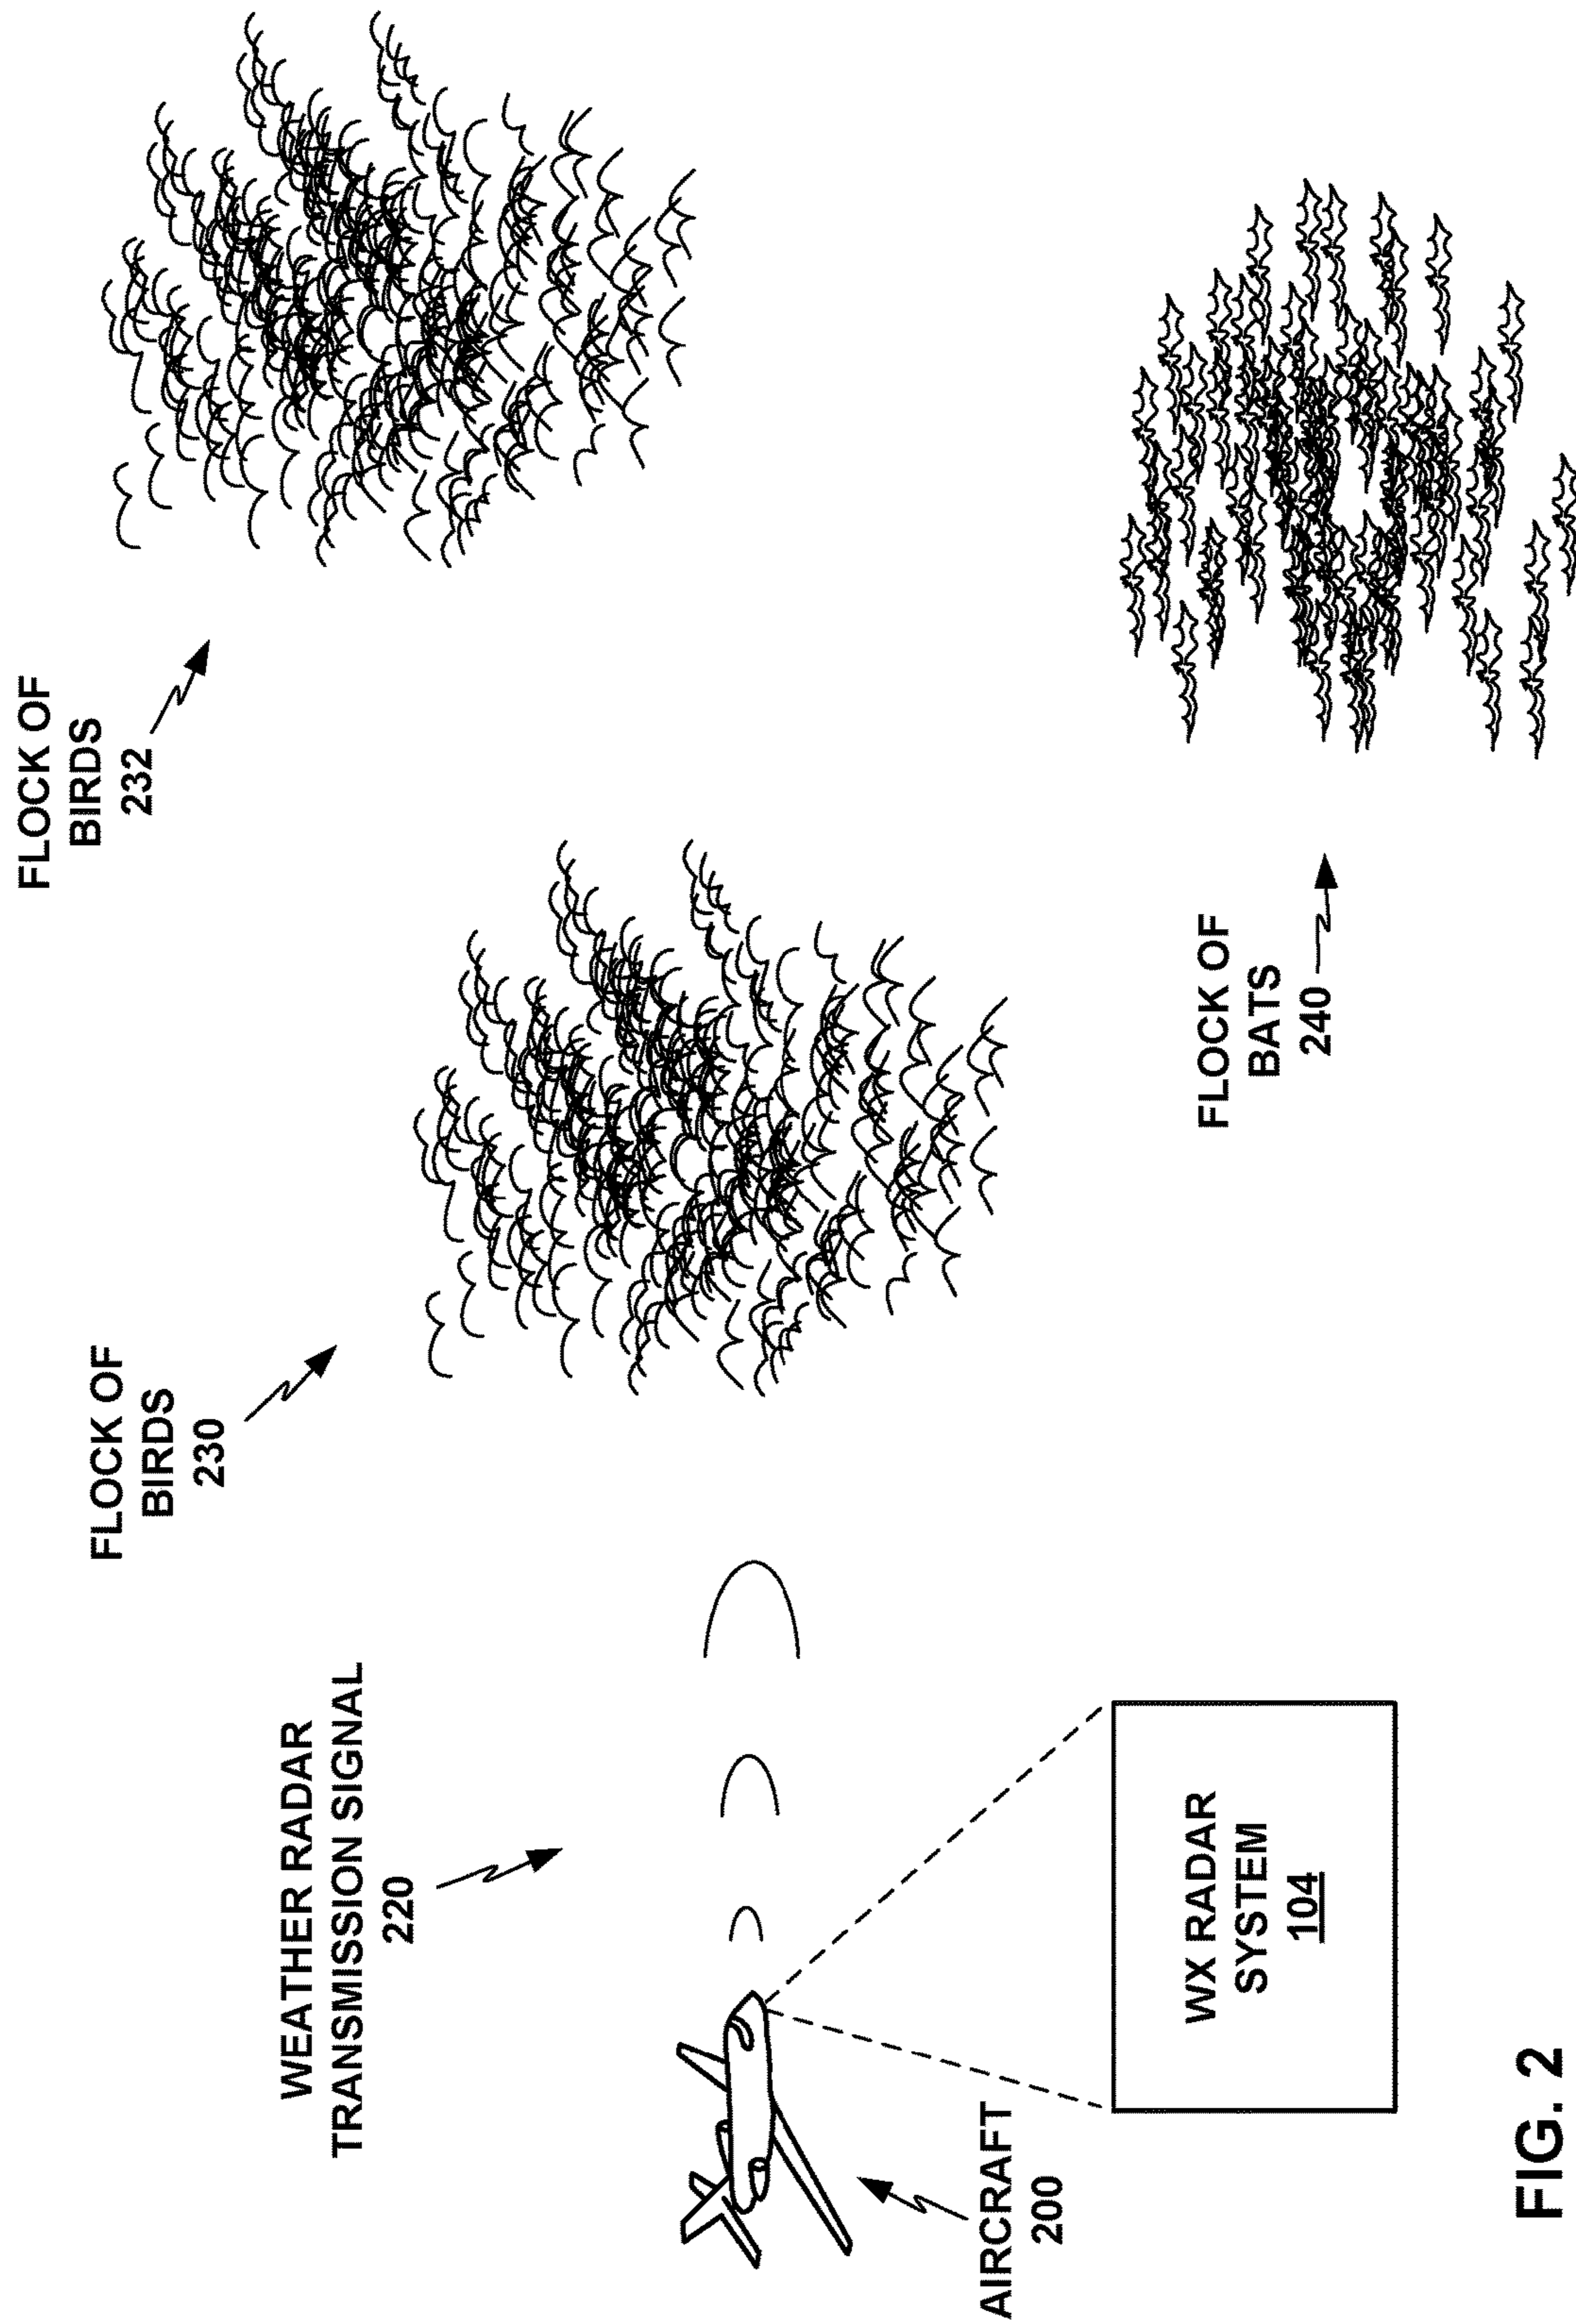 FLOCK OF
BIRDS
232
FLOCK OF
BIRDS
230
WEATHER RADAR
TRANSMISSION SIGNAL
220
FLOCK OF
BATS
240
AIRCRAFT
200
WX RADAR
SYSTEM
104
FIG. 2